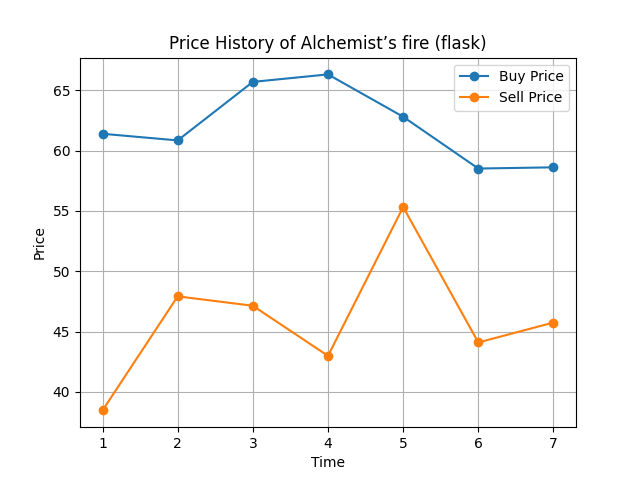 Price History of Alchemist’s fire (flask)
Buy Price
Sell Price
65
60
55
50
45
40
Price
1 2 3 4 5 6 7
Time